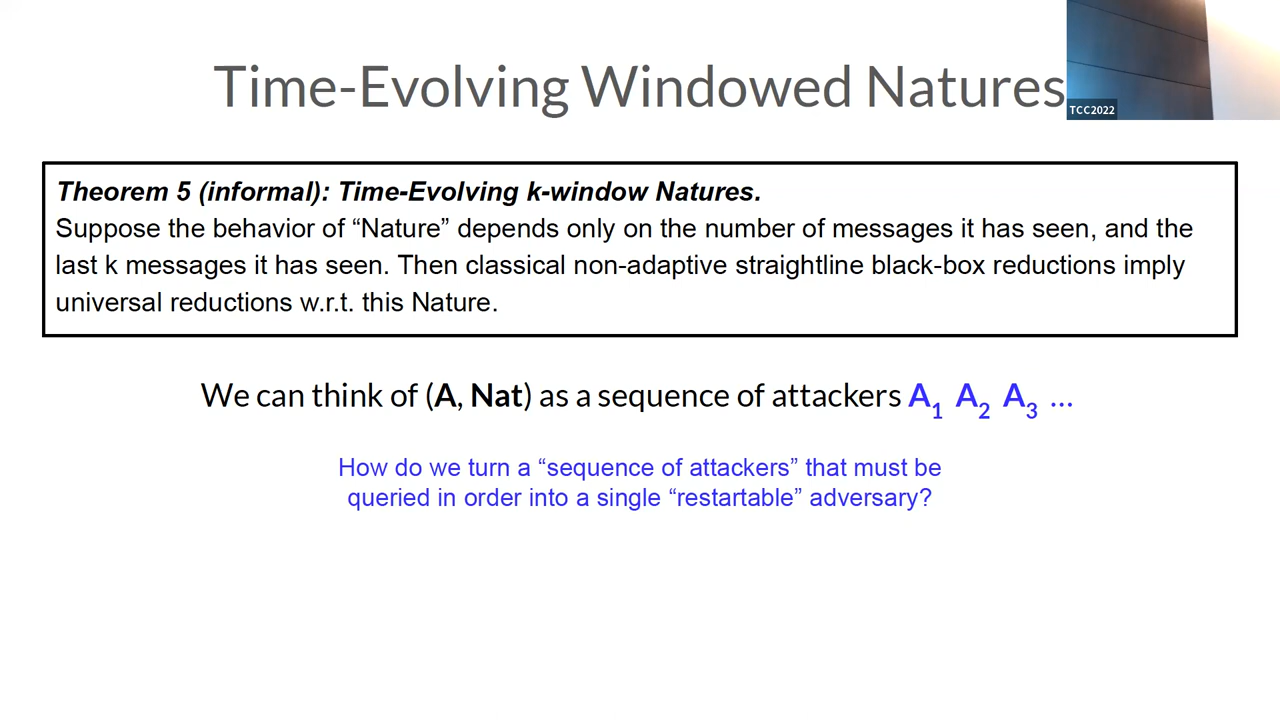 Time-Evolving Windowed Natures
TCC2022
Theorem 5 (informal): Time-Evolving k-window Natures.
Suppose the behavior of “Nature” depends only on the number of messages it has seen, and the
last k messages it has seen. Then classical non-adaptive straightline black-box reductions imply
universal reductions w.r.t. this Nature.
We can think of (A, Nat) as a sequence of attackers A₁ A₂ A₃ ...
How do we turn a “sequence of attackers” that must be
queried in order into a single “restartable” adversary?